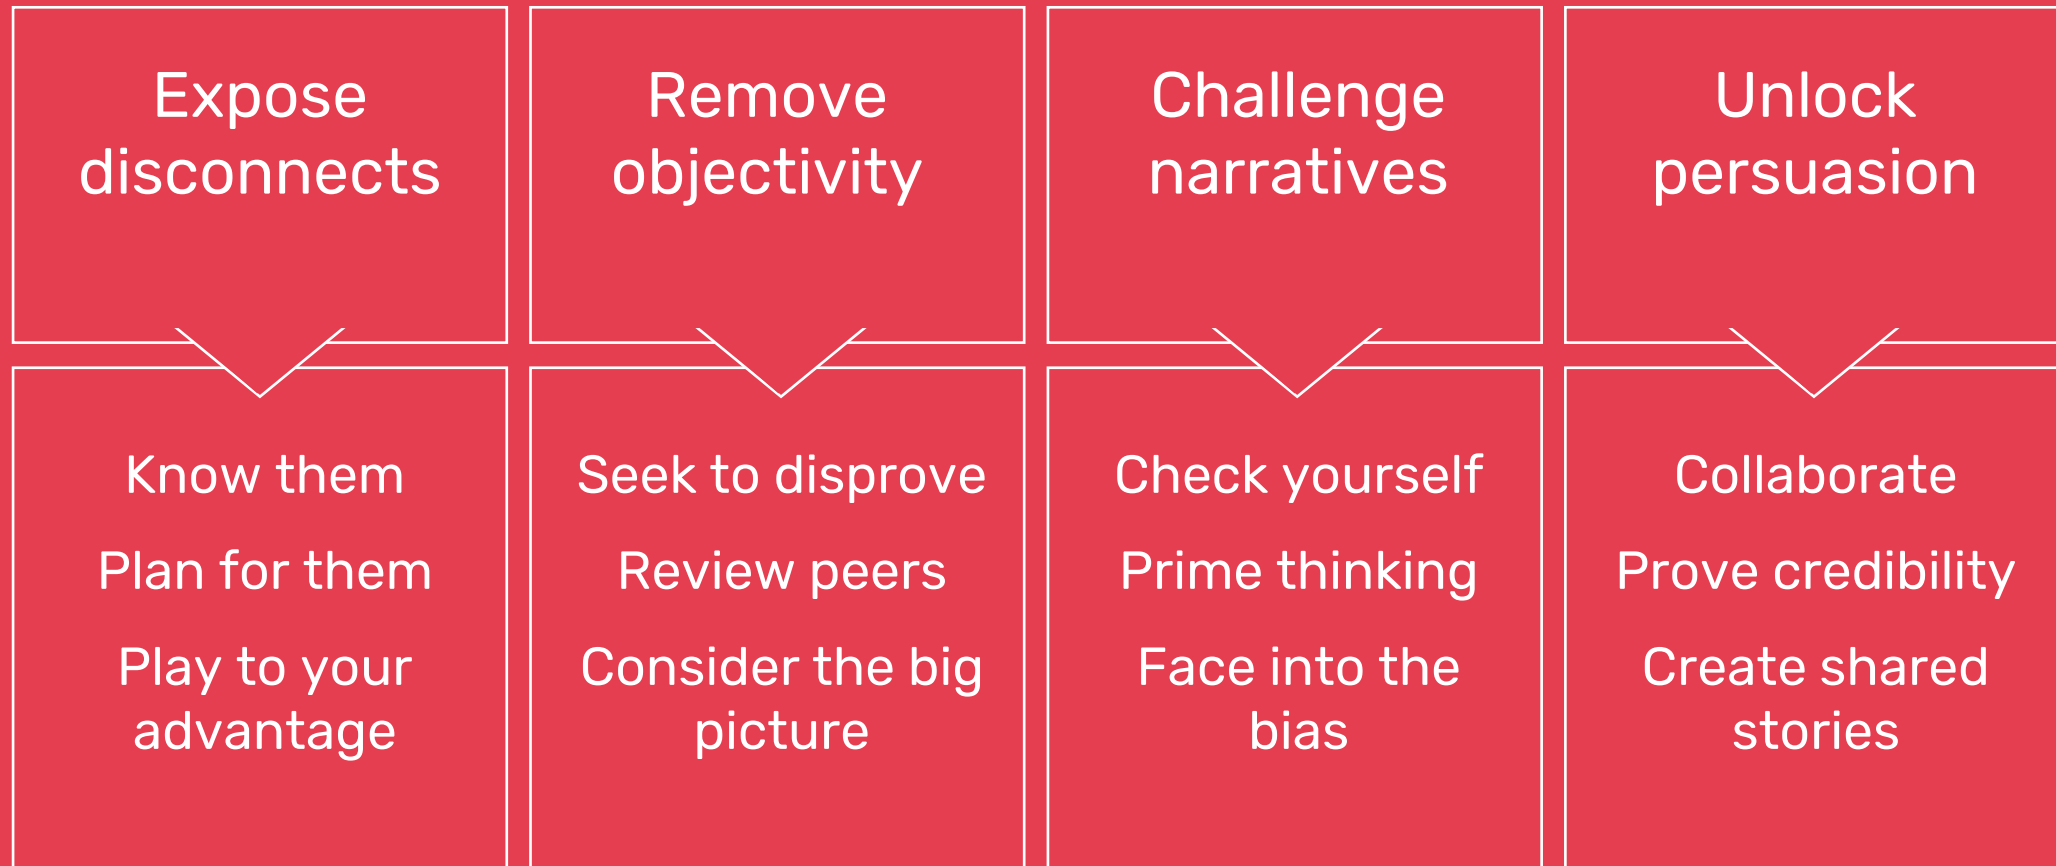 Expose
disconnects
Know them
Plan for them
Play to your
advantage
Remove
objectivity
Seek to disprove
Review peers
Consider the big
picture
Challenge
narratives
Check yourself
Prime thinking
Face into the
bias
Unlock
persuasion
Collaborate
Prove credibility
Create shared
stories